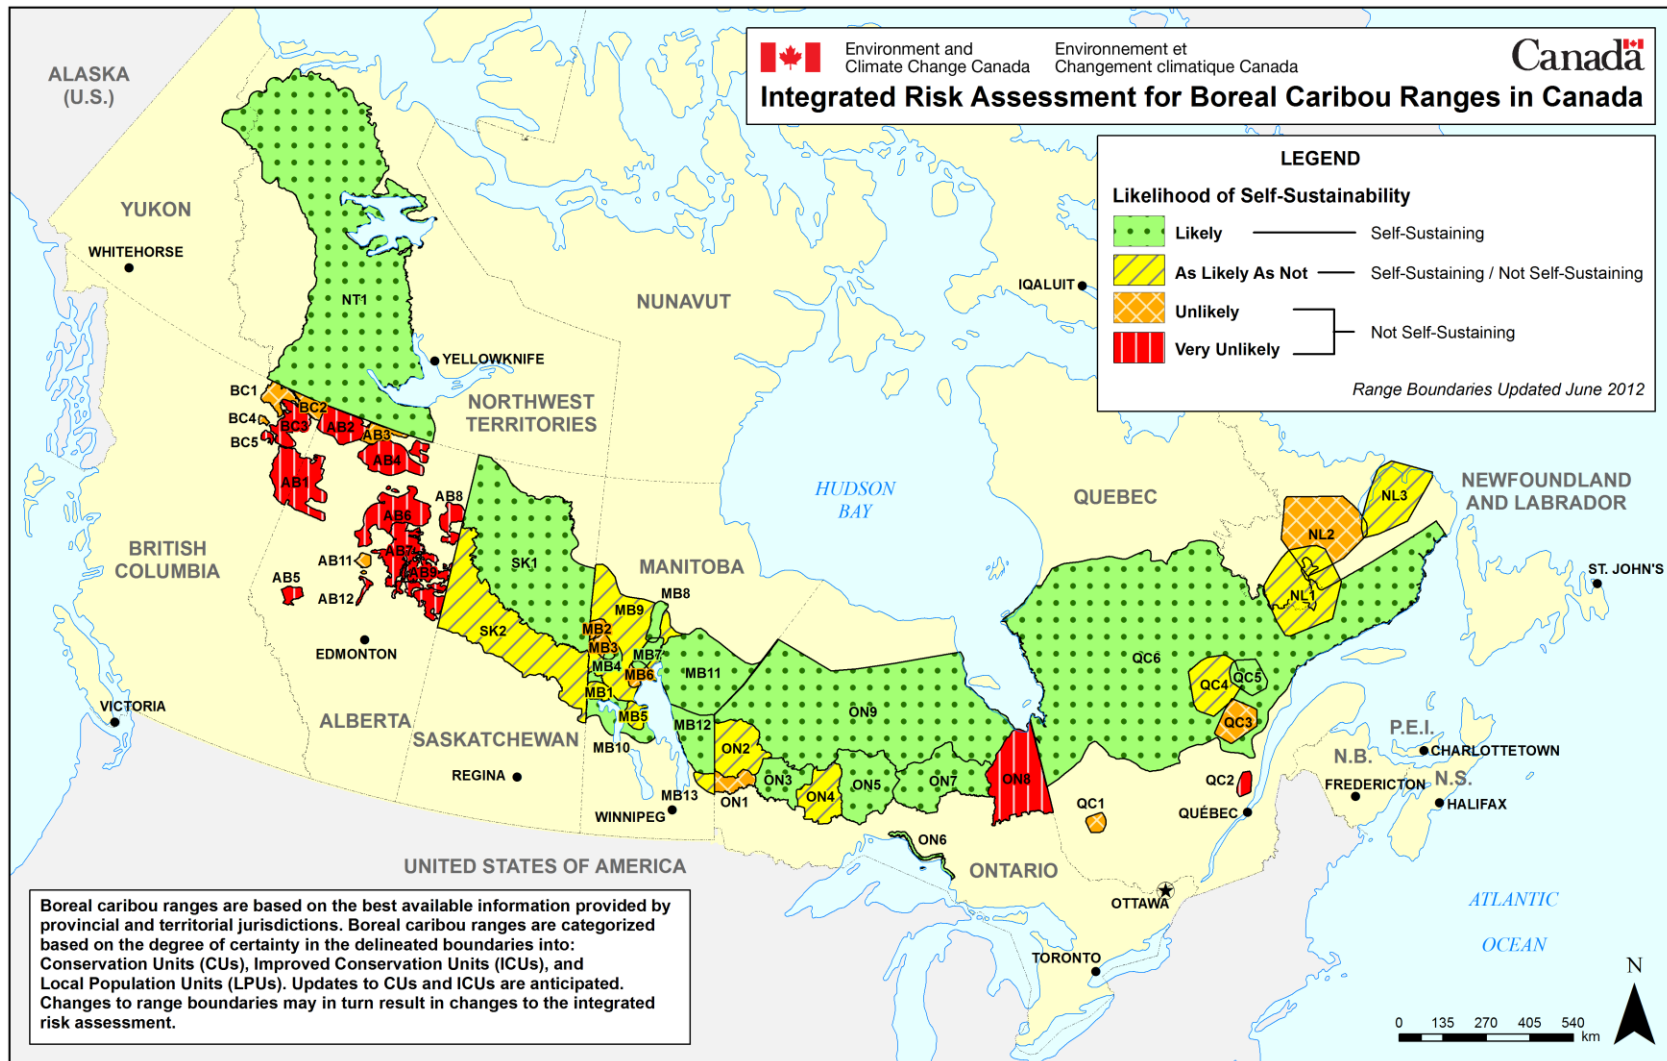 Environment and
Climate Change Canada
Environnement et
Changement climatique Canada
Canada
Integrated Risk Assessment for Boreal Caribou Ranges in Canada
LEGEND
Likelihood of Self-Sustainability
Likely
Self-Sustaining
As Likely As Not
Self-Sustaining / Not Self-Sustaining
Unlikely
Very Unlikely
Not Self-Sustaining
Range Boundaries Updated June 2012
ALASKA
(U.S.)
YUKON
WHITEHORSE
NT1
NUNAVUT
IQALUIT
YELLOWKNIFE
NORTHWEST
TERRITORIES
BC1
BC2
BC4
BC3
BC5
AB2
AB3
AB4
AB1
AB8
AB6
AB7
AB11
AB9
AB5
AB12
BRITISH
COLUMBIA
EDMONTON
VICTORIA
ALBERTA
SK1
SK2
SASKATCHEWAN
REGINA
MANITOBA
MB8
MB9
MB2
MB3
MB7
MB4
MB6
MB1
MB5
MB10
MB11
MB12
MB13
WINNIPEG
HUDSON
BAY
ON9
ON2
ON1
ON3
ON4
ON5
ON7
ON8
ON6
ONTARIO
OTTAWA
TORONTO
QUEBEC
NL3
NL2
NL1
NEWFOUNDLAND
AND LABRADOR
ST. JOHN'S
QC6
QC4
QC5
QC3
QC2
QC1
QUÉBEC
P.E.I.
CHARLOTTETOWN
N.B.
FREDERICTON
N.S.
HALIFAX
UNITED STATES OF AMERICA
ATLANTIC
OCEAN
Boreal caribou ranges are based on the best available information provided by
provincial and territorial jurisdictions. Boreal caribou ranges are categorized
based on the degree of certainty in the delineated boundaries into:
Conservation Units (CUs), Improved Conservation Units (ICUs), and
Local Population Units (LPUs). Updates to CUs and ICUs are anticipated.
Changes to range boundaries may in turn result in changes to the integrated
risk assessment.
N
0 135 270 405 540
km